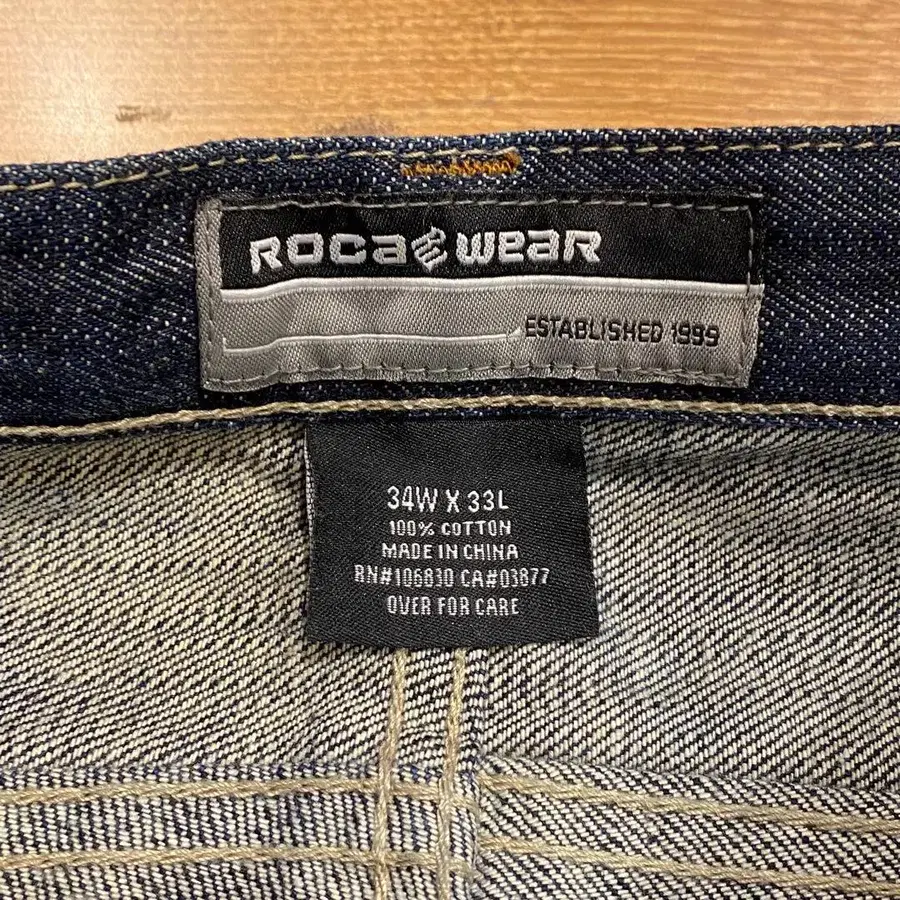 ROCA WEAR
ESTABLISHED 1999
34W X 33L
100% COTTON
MADE IN CHINA
RN#106830 CA#03877
OVER FOR CARE